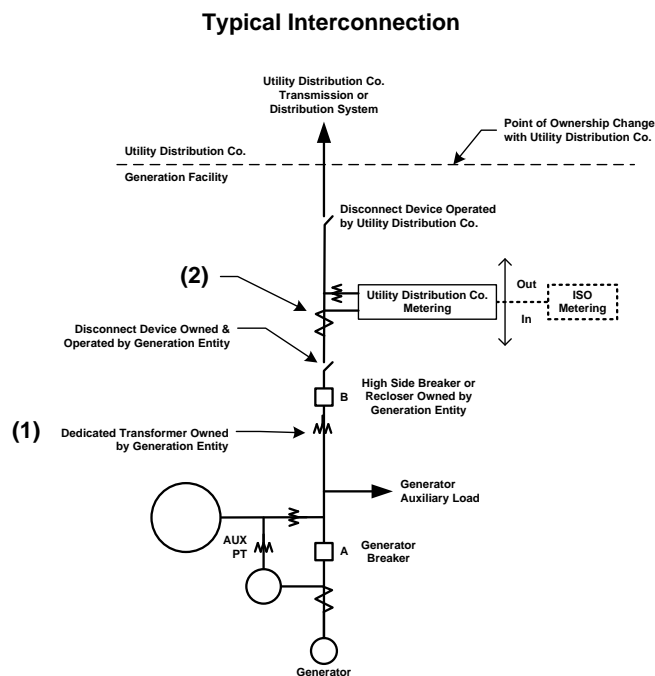 Typical Interconnection
Utility Distribution Co.
Transmission or
Distribution System
Point of Ownership Change
with Utility Distribution Co.
Utility Distribution Co.
Generation Facility
Disconnect Device Operated
by Utility Distribution Co.
(2)
Out
Utility Distribution Co.
Metering
ISO
Metering
In
Disconnect Device Owned &
Operated by Generation Entity
B
High Side Breaker or
Recloser Owned by
Generation Entity
(1)
Dedicated Transformer Owned
by Generation Entity
Generator
Auxiliary Load
AUX
PT
A
Generator
Breaker
Generator